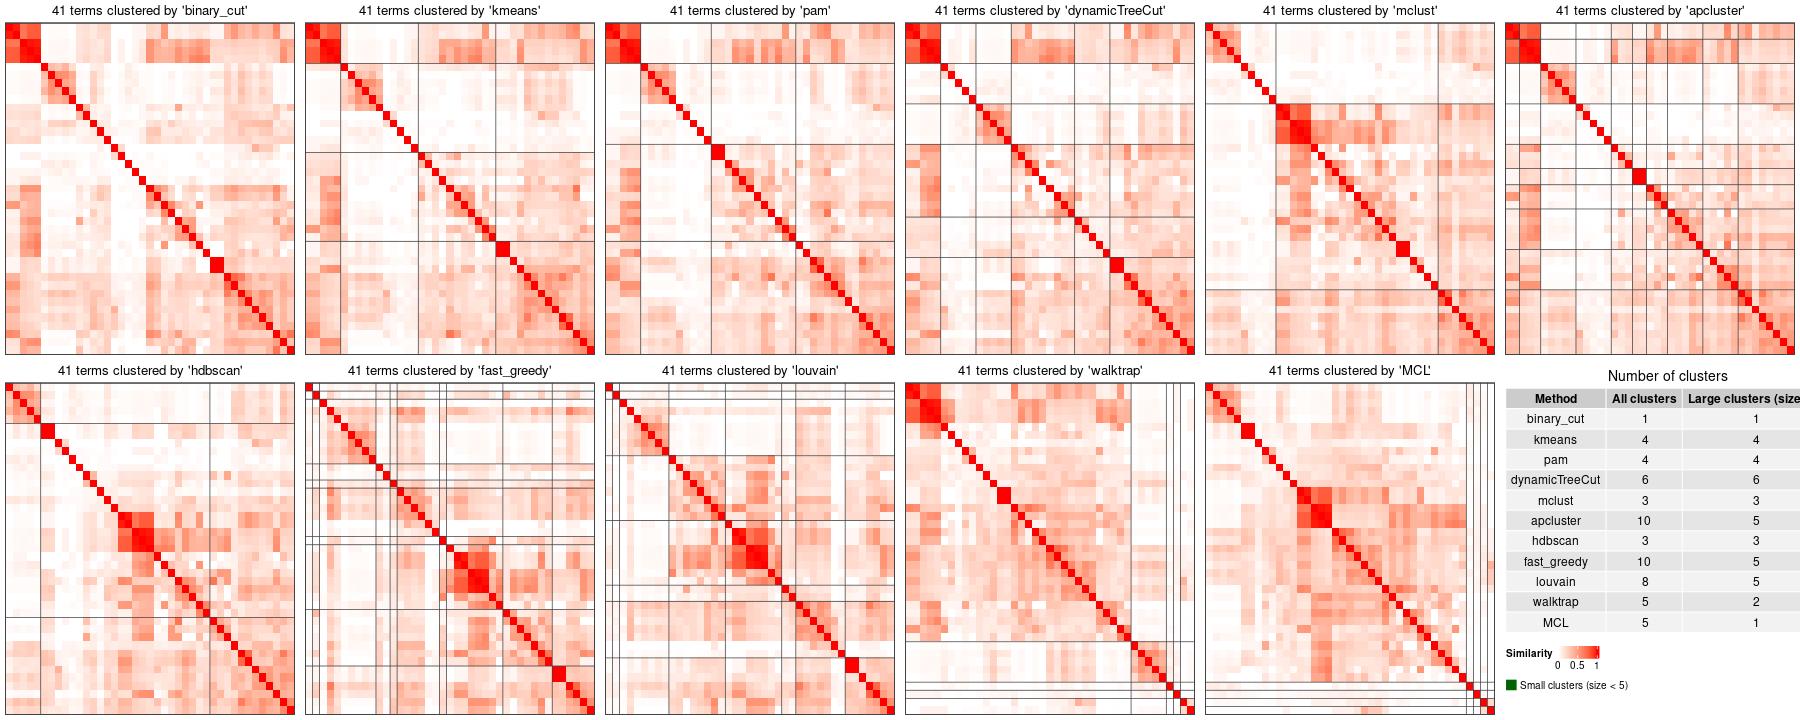 41 terms clustered by 'binary_cut'
41 terms clustered by 'kmeans'
41 terms clustered by 'pam'
41 terms clustered by 'dynamicTreeCut'
41 terms clustered by 'mclust'
41 terms clustered by 'apcluster'
41 terms clustered by 'hdbscan'
41 terms clustered by 'fast_greedy'
41 terms clustered by 'louvain'
41 terms clustered by 'walktrap'
41 terms clustered by 'MCL'
Number of clusters
Method All clusters Large clusters (size
binary_cut 1 1
kmeans 4 4
pam 4 4
dynamicTreeCut 6 6
mclust 3 3
apcluster 10 5
hdbscan 3 3
fast_greedy 10 5
louvain 8 5
walktrap 5 2
MCL 5 1
Similarity
0 0.5 1
Small clusters (size < 5)